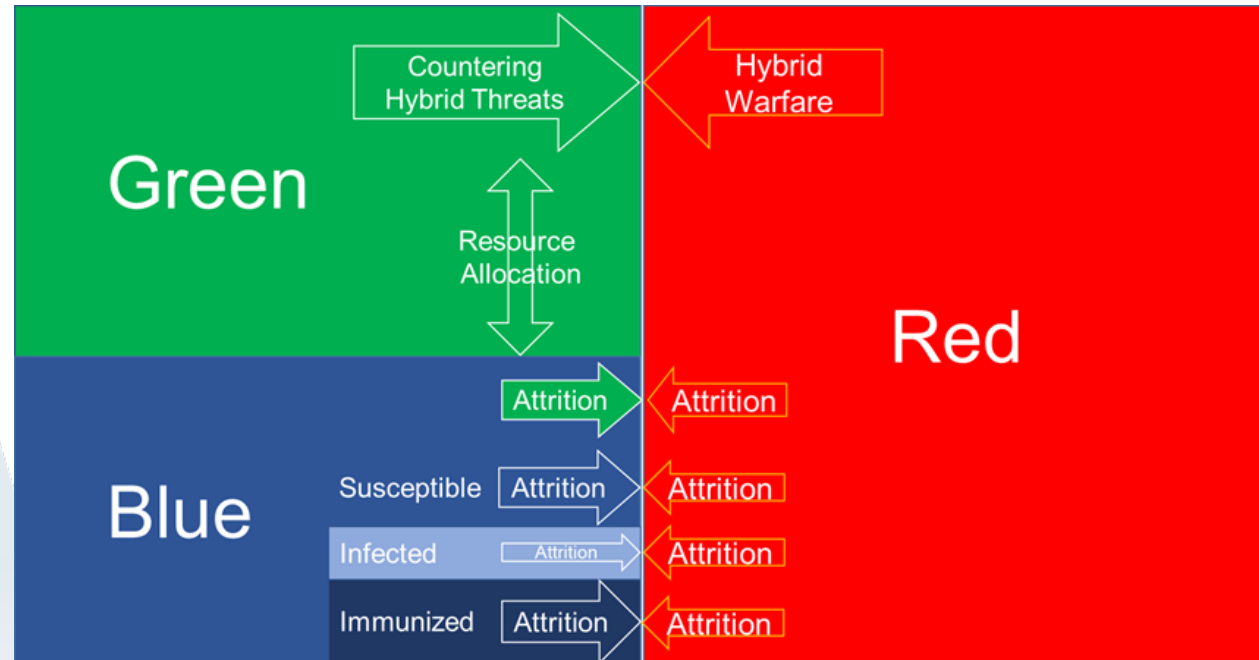 Countering
Hybrid Threats
Hybrid
Warfare
Green
Resource
Allocation
Red
Attrition
Attrition
Blue
Susceptible
Attrition
Attrition
Infected
Attrition
Attrition
Immunized
Attrition
Attrition